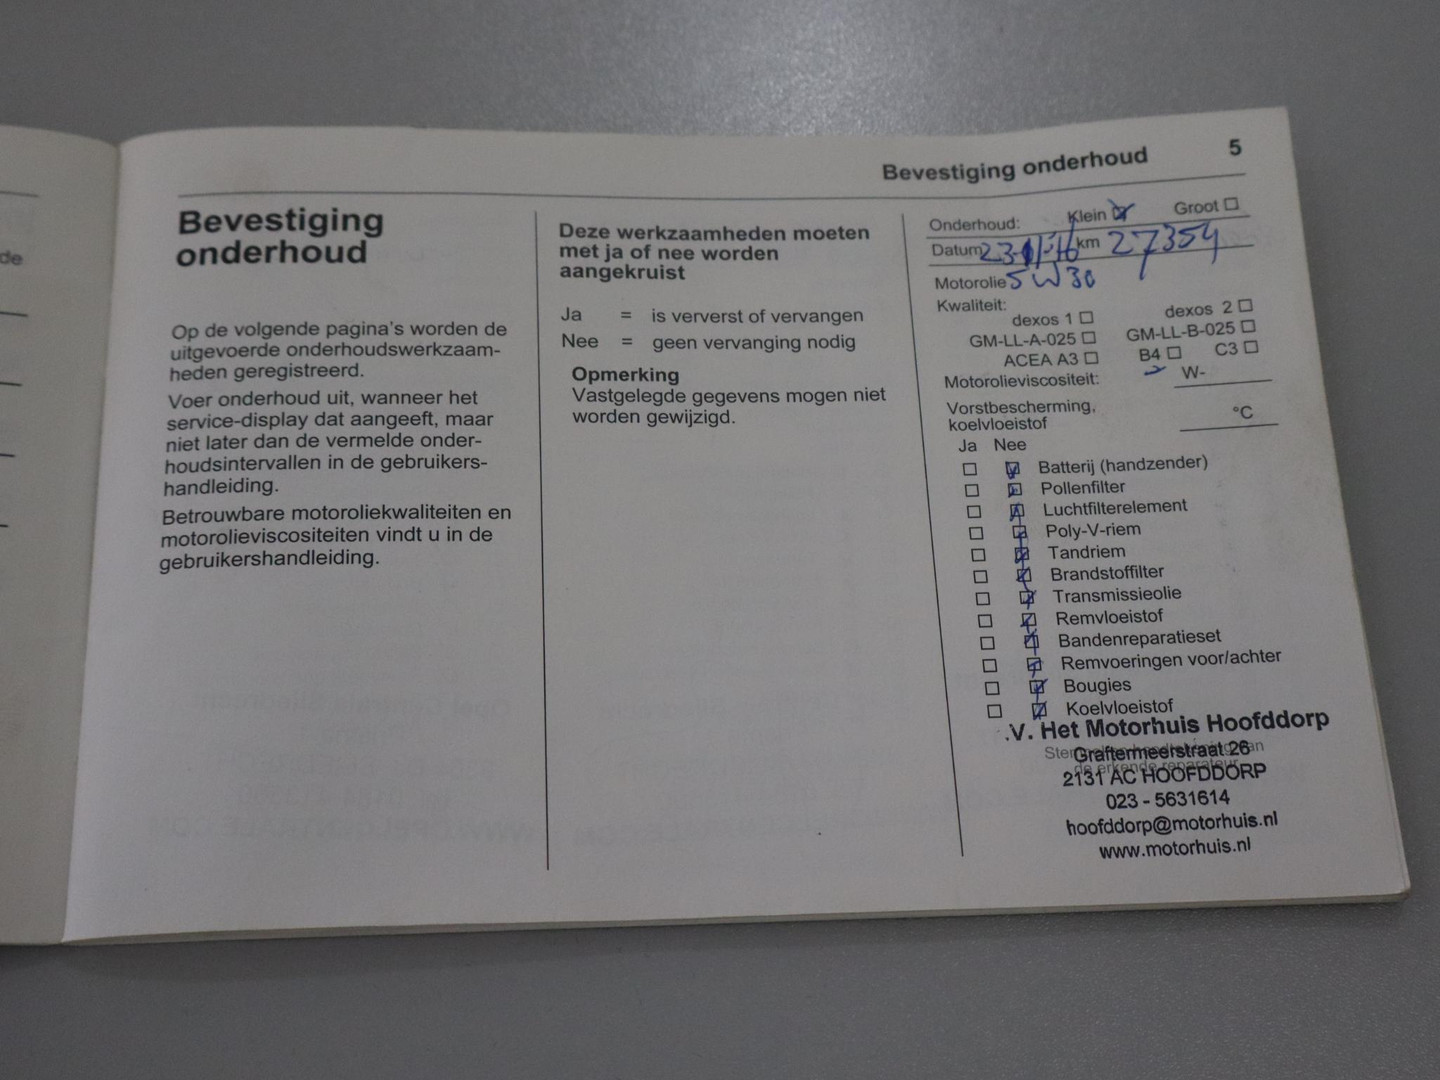 de
Bevestiging onderhoud 5
Bevestiging
onderhoud
Op de volgende pagina's worden de
uitgevoerde onderhoudswerkzaam-
heden geregistreerd.
Voer onderhoud uit, wanneer het
service-display dat aangeeft, maar
niet later dan de vermelde onder-
houdsintervallen in de gebruikers-
handleiding.
Betrouwbare motoroliekwaliteiten en
motorolieviscositeiten vindt u in de
gebruikershandleiding.
Deze werkzaamheden moeten
met ja of nee worden
aangekruist
Ja = is ververst of vervangen
Nee = geen vervanging nodig
Opmerking
Vastgelegde gegevens mogen niet
worden gewijzigd.
Onderhoud: Klein Groot
Datum km 27354
Motorolie 5W30
Kwaliteit:
dexos 1 dexos 2
GM-LL-A-025 GM-LL-B-025
ACEA A3 B4 C3
Motorolieviscositeit: W-
Vorstbescherming,
koelvloeistof °C
Ja Nee
Batterij (handzender)
Pollenfilter
Luchtfilterelement
Poly-V-riem
Tandriem
Brandstoffilter
Transmissieolie
Remvloeistof
Bandenreparatieset
Remvoeringen voor/achter
Bougies
Koelvloeistof
.V. Het Motorhuis Hoofddorp
Graftermeerstraat 26
de erkende reparateur
2131 AC HOOFDDORP
023 - 5631614
hoofddorp@motorhuis.nl
www.motorhuis.nl